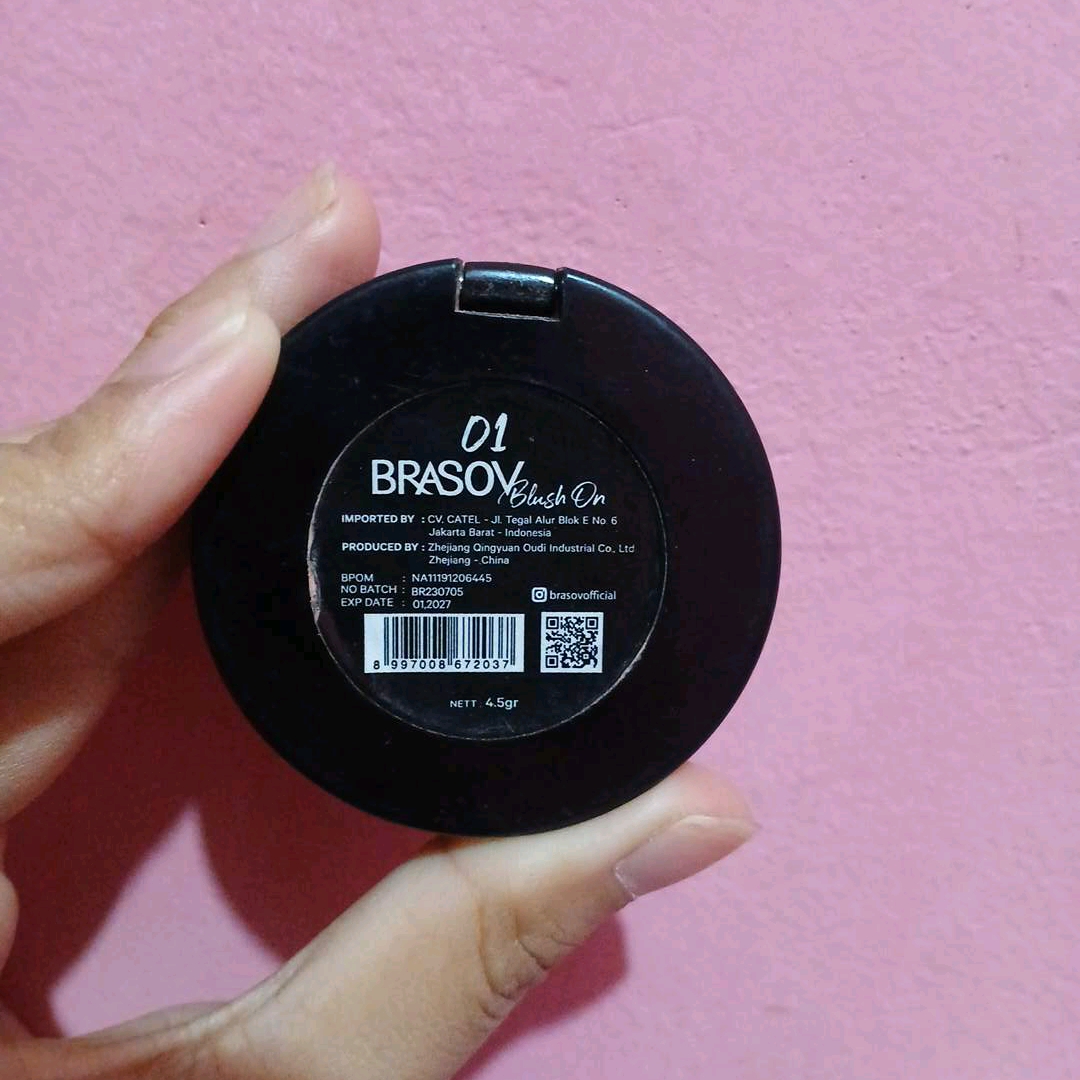 01
BRASOV Blush On
IMPORTED BY : CV. CATEL - Jl. Tegal Alur Blok E No 6
Jakarta Barat - Indonesia
PRODUCED BY : Zhejiang Qingyuan Oudi Industrial Co., Ltd
Zhejiang - China
BPOM : NA11191206445
NO BATCH : BR230705
EXP DATE : 01,2027
brasovofficial
8 997008 672037
NETT : 4.5gr